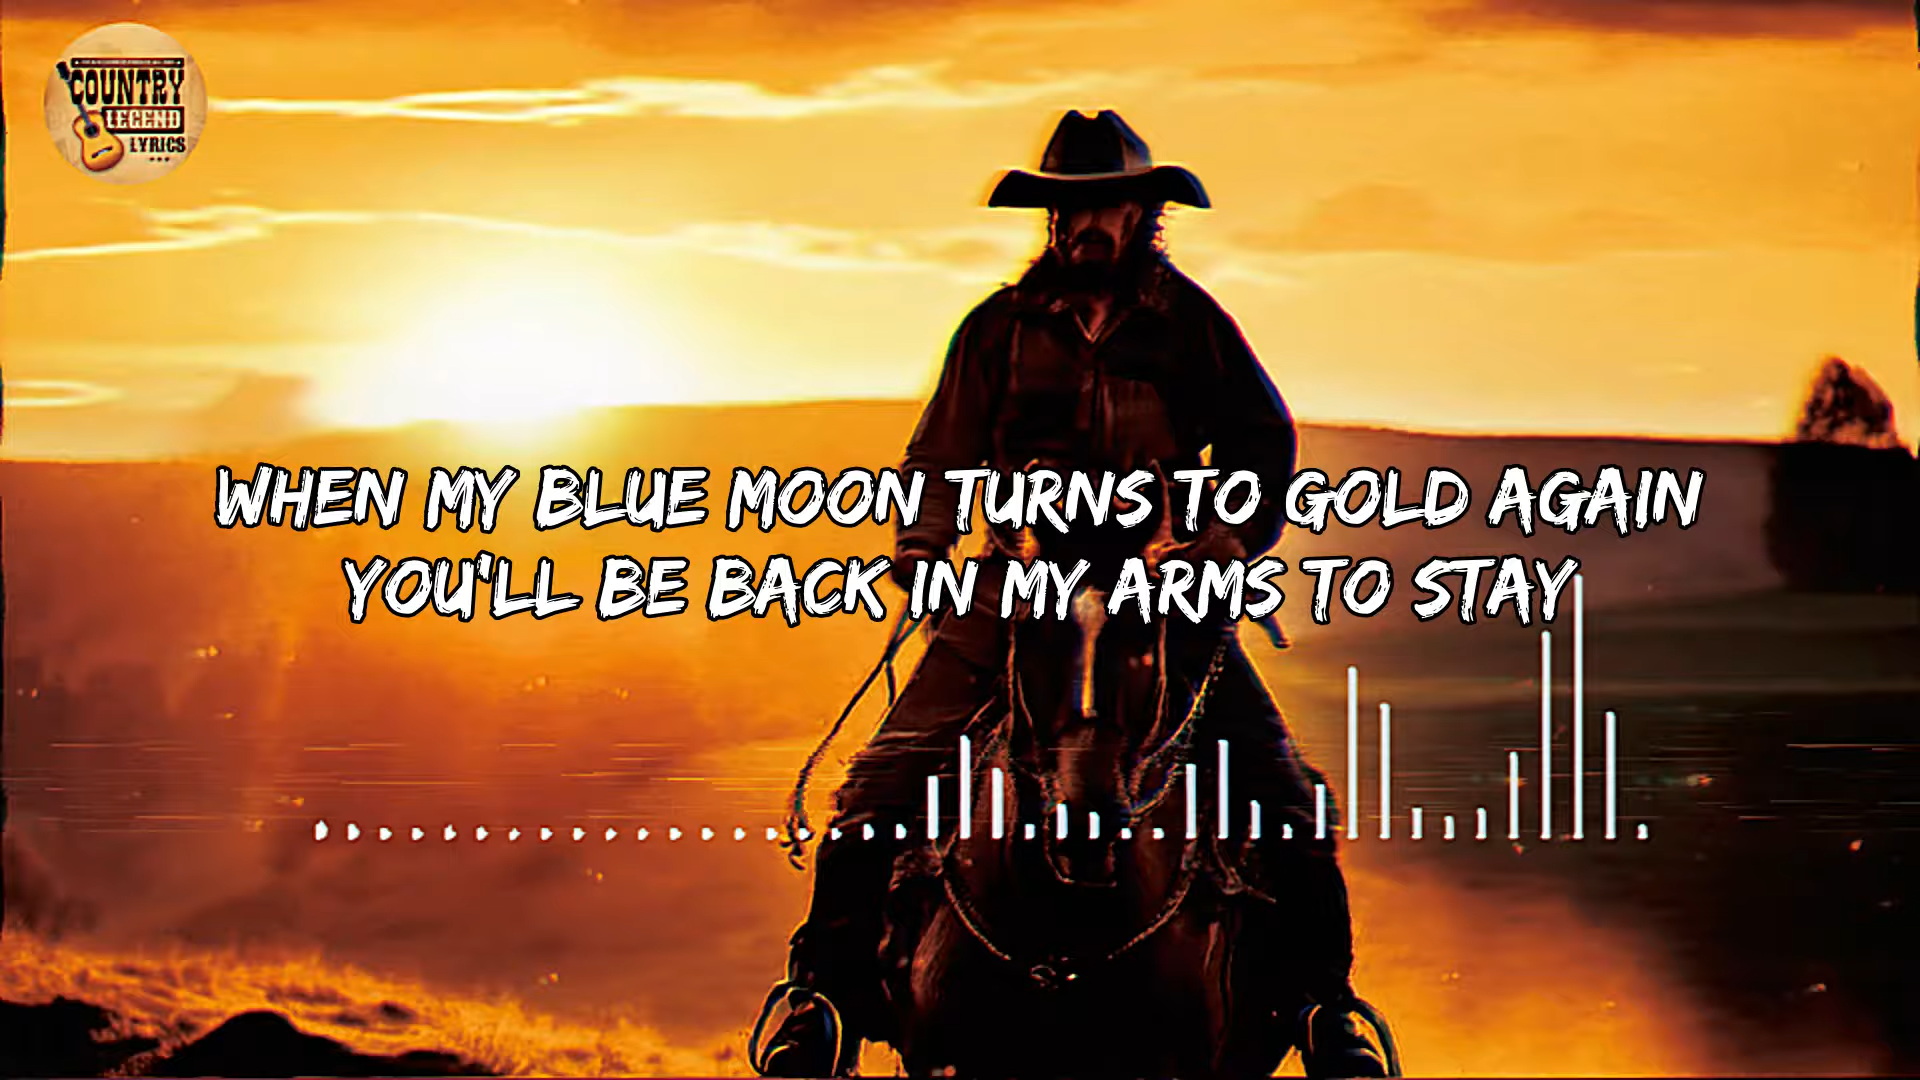 COUNTRY
LEGEND
LYRICS
WHEN MY BLUE MOON TURNS TO GOLD AGAIN
YOU'LL BE BACK IN MY ARMS TO STAY